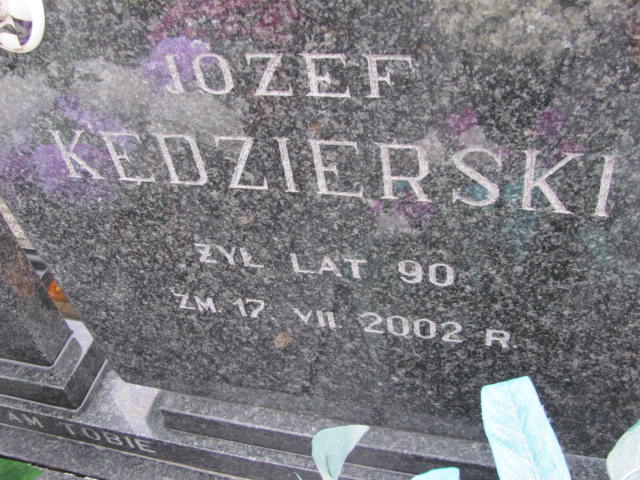 JÓZEF
KĘDZIERSKI
ŻYŁ LAT 90
ZM. 17. VII. 2002 R.
AM TOBIE